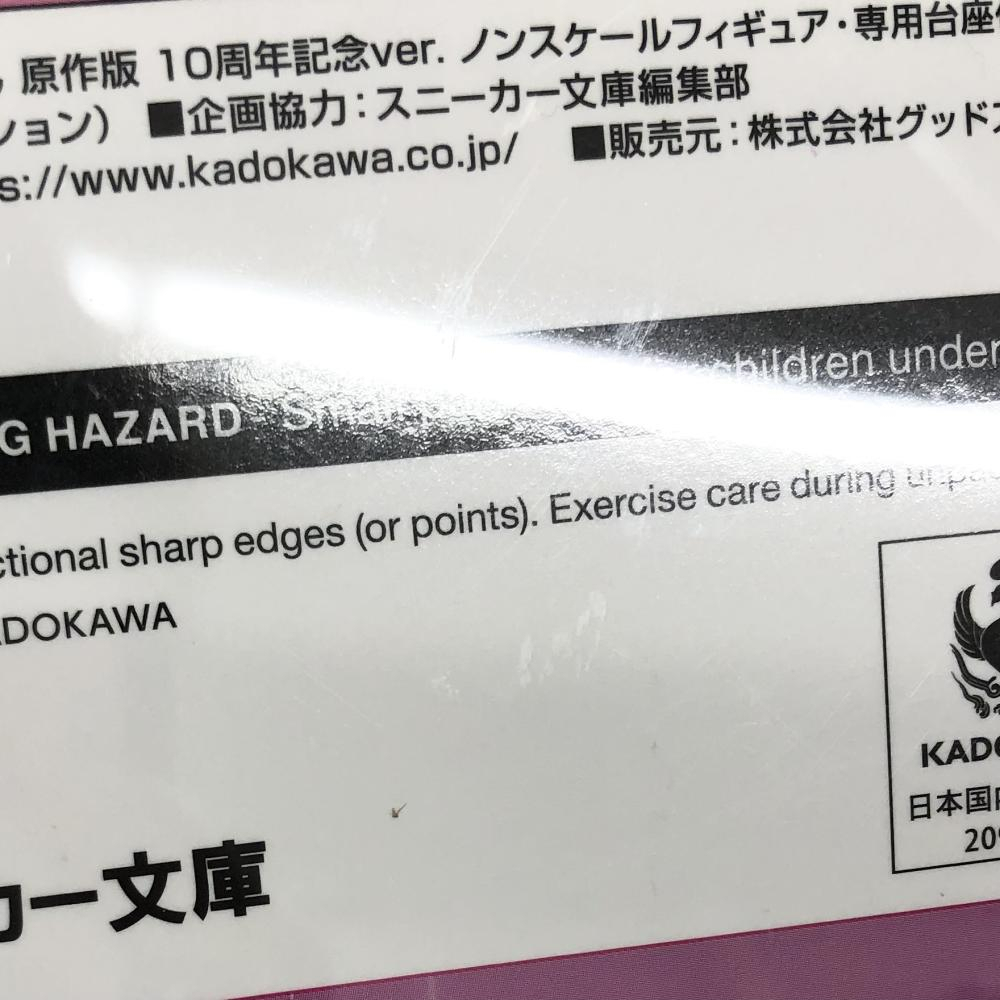 原作版 10周年記念ver. ノンスケールフィギュア・専用台座
ション) ■企画協力：スニーカー文庫編集部
s://www.kadokawa.co.jp/ ■販売元：株式会社グッド
G HAZARD- Small children under
ctional sharp edges (or points). Exercise care during
ADOKAWA
KADO
日本国
20
カー文庫